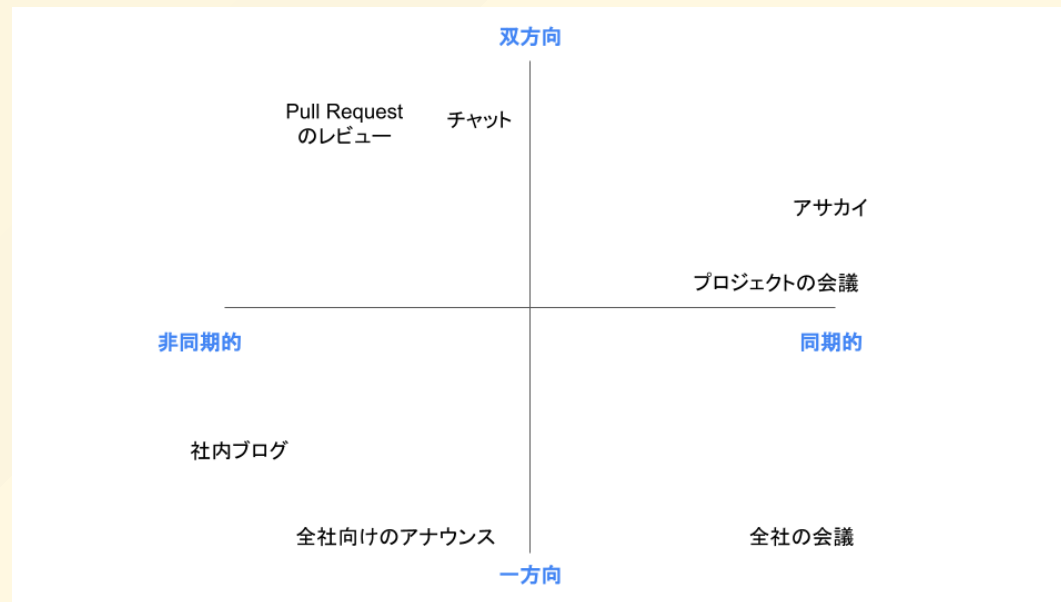 双方向
Pull Request
のレビュー
チャット
アサカイ
プロジェクトの会議
非同期的
同期的
社内ブログ
全社向けのアナウンス
全社の会議
一方向